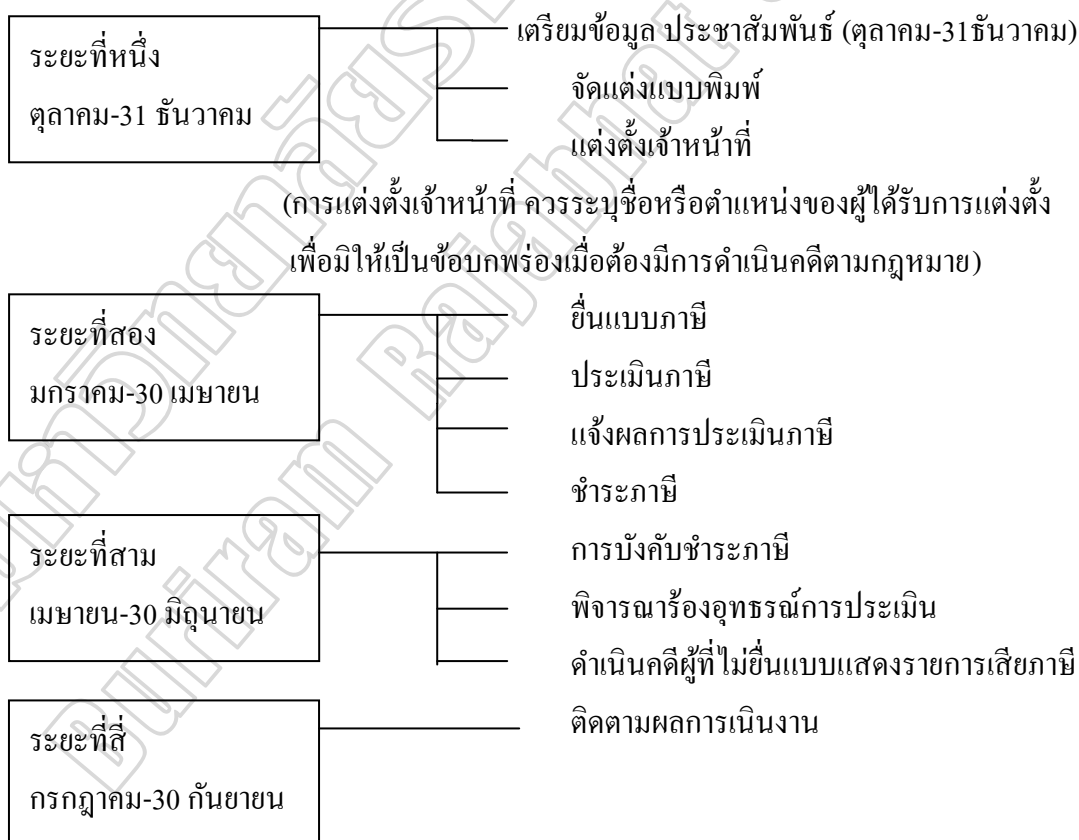 ระยะที่หนึ่ง
ตุลาคม-31 ธันวาคม
เตรียมข้อมูล ประชาสัมพันธ์ (ตุลาคม-31ธันวาคม)
จัดแต่งแบบพิมพ์
แต่งตั้งเจ้าหน้าที่
(การแต่งตั้งเจ้าหน้าที่ ควรระบุชื่อหรือตำแหน่งของผู้ได้รับการแต่งตั้ง
เพื่อมิให้เป็นข้อบกพร่องเมื่อต้องมีการดำเนินคดีตามกฎหมาย)
ระยะที่สอง
มกราคม-30 เมษายน
ยื่นแบบภาษี
ประเมินภาษี
แจ้งผลการประเมินภาษี
ชำระภาษี
ระยะที่สาม
เมษายน-30 มิถุนายน
การบังคับชำระภาษี
พิจารณาร้องอุทธรณ์การประเมิน
ดำเนินคดีผู้ที่ไม่ยื่นแบบแสดงรายการเสียภาษี
ระยะที่สี่
กรกฎาคม-30 กันยายน
ติดตามผลการเนินงาน
Buriram Rajabhat